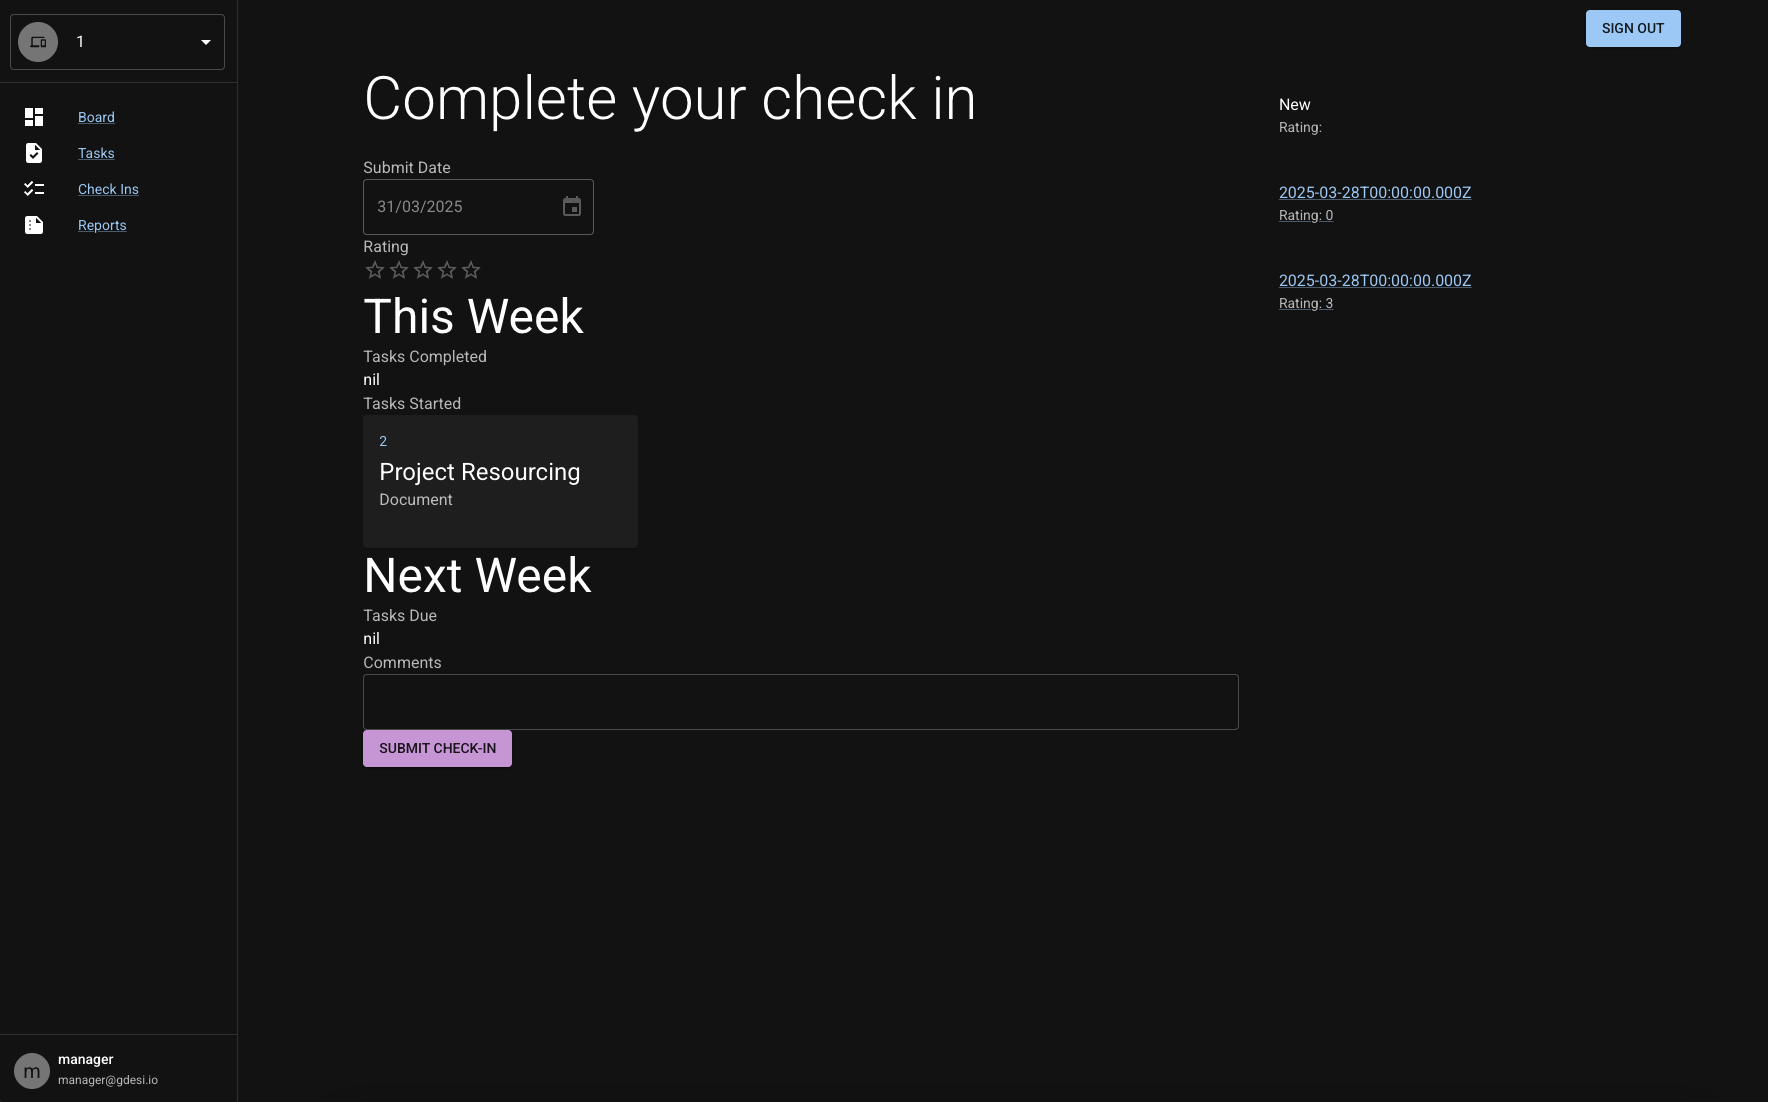 1
Board
Tasks
Check Ins
Reports
manager
m
manager@gdesi.io
SIGN OUT
Complete your check in
Submit Date
31/03/2025
Rating
This Week
Tasks Completed
nil
Tasks Started
2
Project Resourcing
Document
Next Week
Tasks Due
nil
Comments
SUBMIT CHECK-IN
New
Rating:
2025-03-28T00:00:00.000Z
Rating: 0
2025-03-28T00:00:00.000Z
Rating: 3